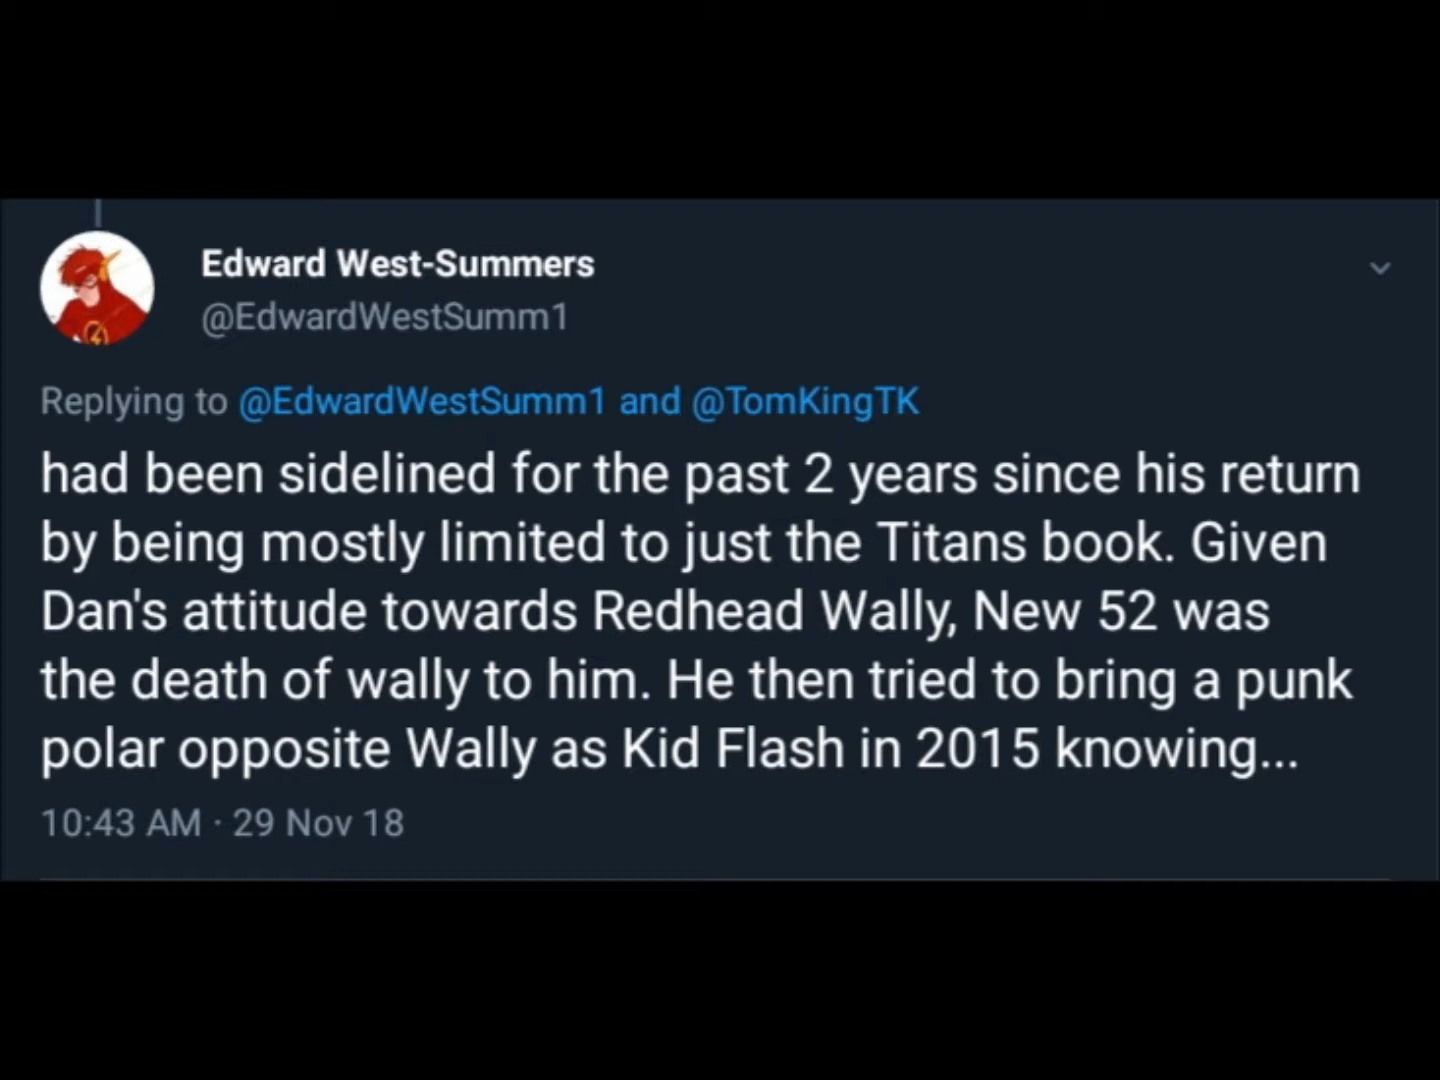 Edward West-Summers
@EdwardWestSumm1
Replying to @EdwardWestSumm1 and @TomKingTK
had been sidelined for the past 2 years since his return
by being mostly limited to just the Titans book. Given
Dan's attitude towards Redhead Wally, New 52 was
the death of wally to him. He then tried to bring a punk
polar opposite Wally as Kid Flash in 2015 knowing...
10:43 AM · 29 Nov 18